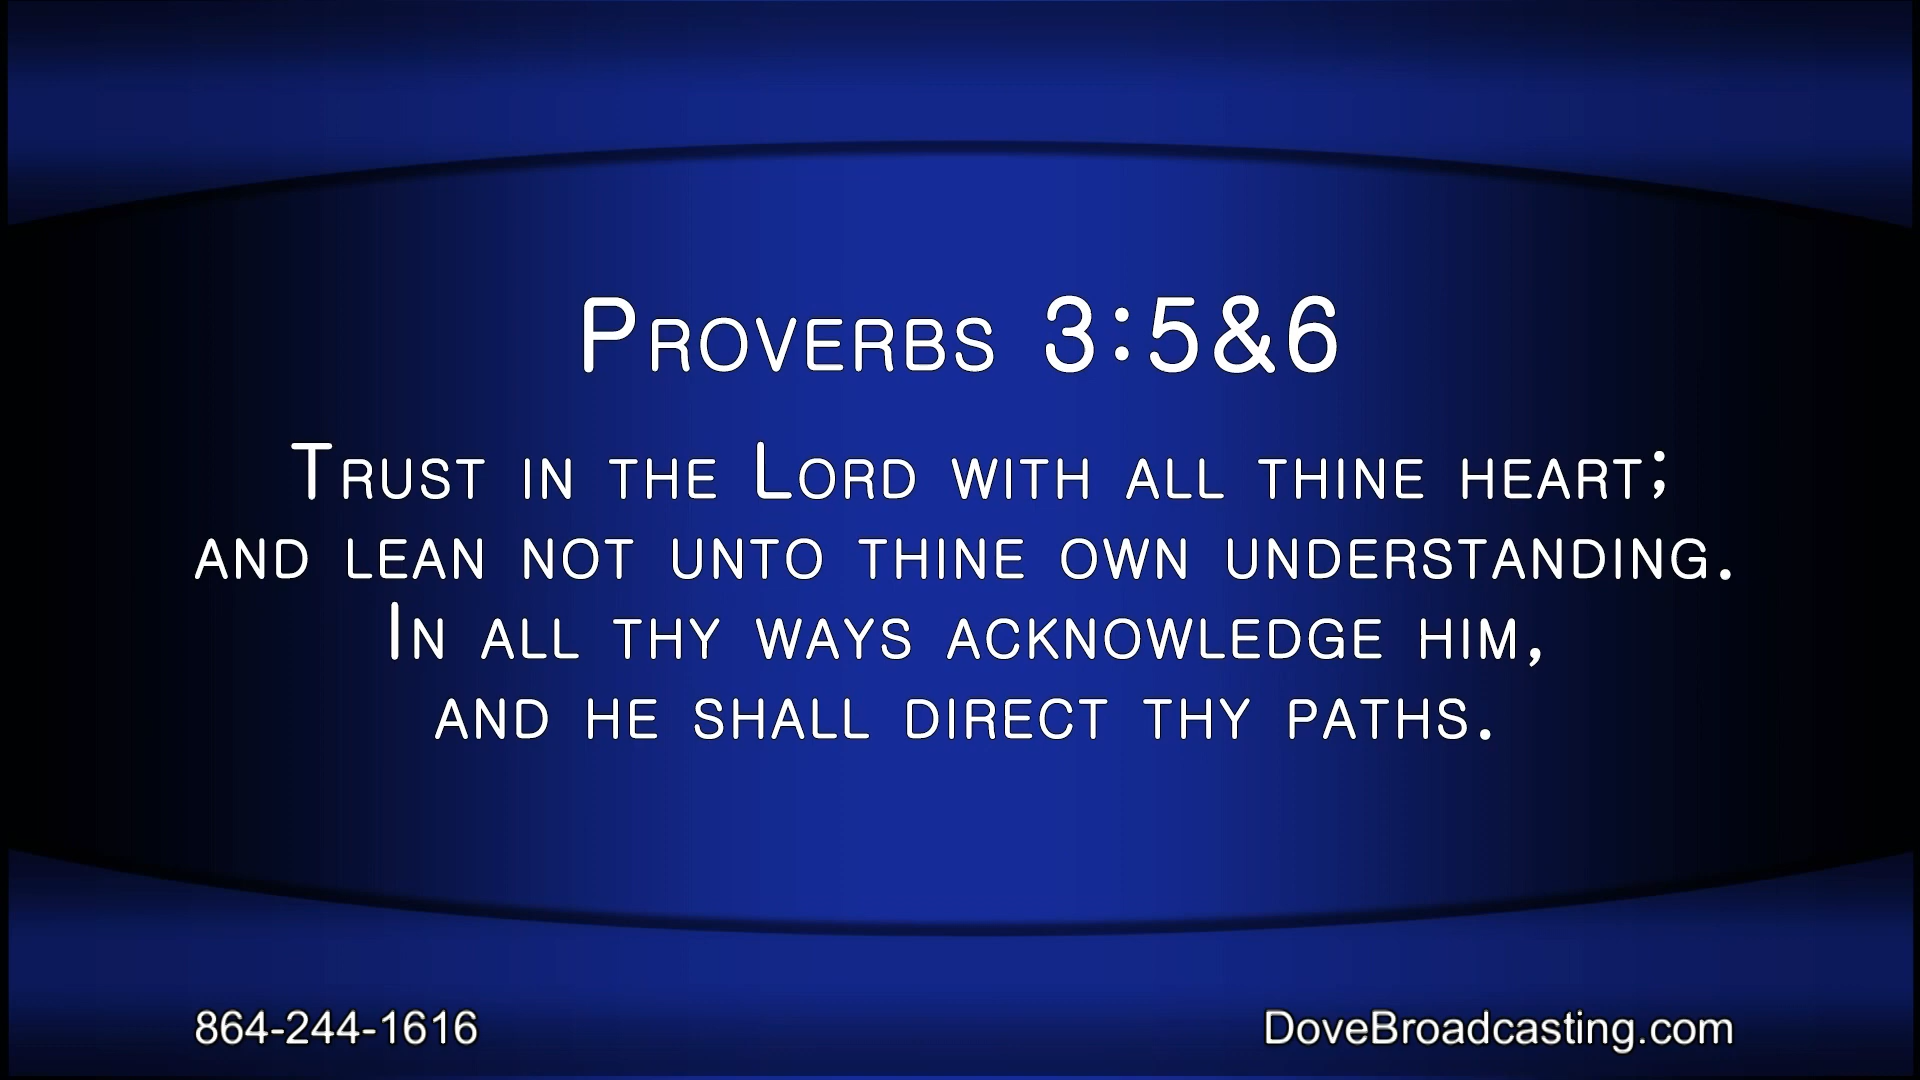 Proverbs 3:5&6
Trust in the Lord with all thine heart;
and lean not unto thine own understanding.
In all thy ways acknowledge him,
and he shall direct thy paths.
864-244-1616
DoveBroadcasting.com